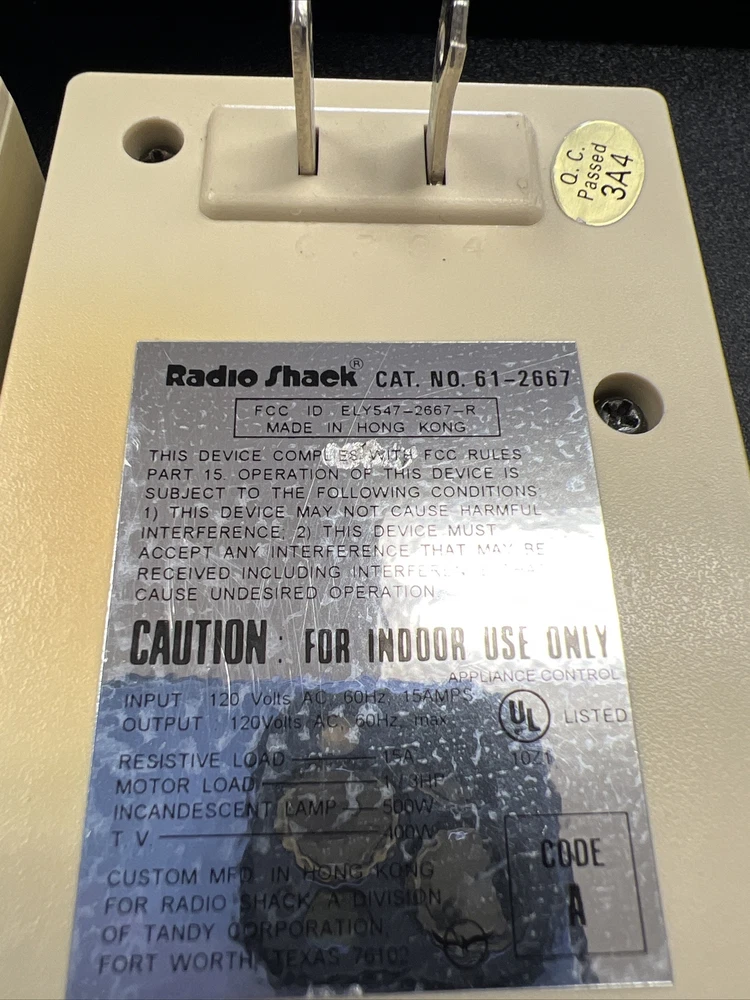 Q.C.
Passed
3A4
Radio Shack® CAT. NO. 61-2667
FCC ID ELY547-2667-R
MADE IN HONG KONG
THIS DEVICE COMPLIES WITH FCC RULES
PART 15. OPERATION OF THIS DEVICE IS
SUBJECT TO THE FOLLOWING CONDITIONS
1) THIS DEVICE MAY NOT CAUSE HARMFUL
INTERFERENCE, 2) THIS DEVICE MUST
ACCEPT ANY INTERFERENCE THAT MAY BE
RECEIVED INCLUDING INTERFERENCE THAT
CAUSE UNDESIRED OPERATION.
CAUTION: FOR INDOOR USE ONLY
APPLIANCE CONTROL
INPUT 120 Volts AC, 60Hz, 15AMPS
OUTPUT 120Volts AC, 60Hz, max.
UL LISTED
10Z1
RESISTIVE LOAD 15A
MOTOR LOAD 1/3HP
INCANDESCENT LAMP 500W
T.V. 400W
CODE
A
CUSTOM MFD. IN HONG KONG
FOR RADIO SHACK, A DIVISION
OF TANDY CORPORATION,
FORT WORTH, TEXAS 76102